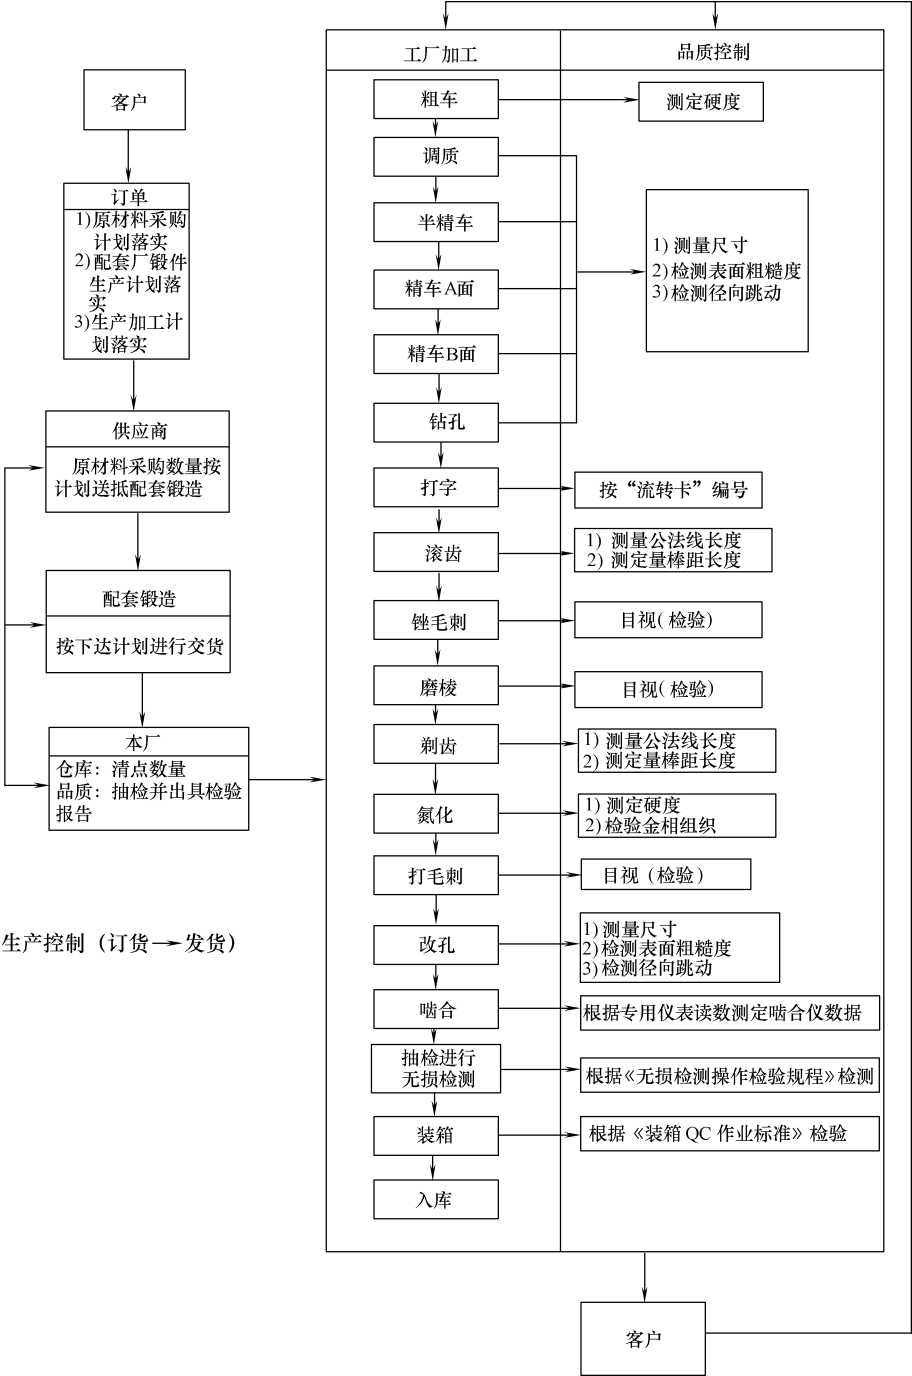 客户
订单
1)原材料采购
计划落实
2)配套厂锻件
生产计划落
实
3)生产加工计
划落实
供应商
原材料采购数量按
计划送抵配套锻造
配套锻造
按下达计划进行交货
本厂
仓库：清点数量
品质：抽检并出具检验
报告
生产控制（订货→发货）
工厂加工
品质控制
粗车
测定硬度
调质
半精车
精车A面
精车B面
钻孔
1) 测量尺寸
2)检测表面粗糙度
3)检测径向跳动
打字
按“流转卡”编号
滚齿
1) 测量公法线长度
2) 测定量棒距长度
锉毛刺
目视(检验)
磨棱
目视(检验)
剃齿
1) 测量公法线长度
2) 测定量棒距长度
氮化
1) 测定硬度
2)检验金相组织
打毛刺
目视（检验）
改孔
1)测量尺寸
2)检测表面粗糙度
3)检测径向跳动
啮合
根据专用仪表读数测定啮合仪数据
抽检进行
无损检测
根据《无损检测操作检验规程》检测
装箱
根据《装箱QC作业标准》检验
入库
客户